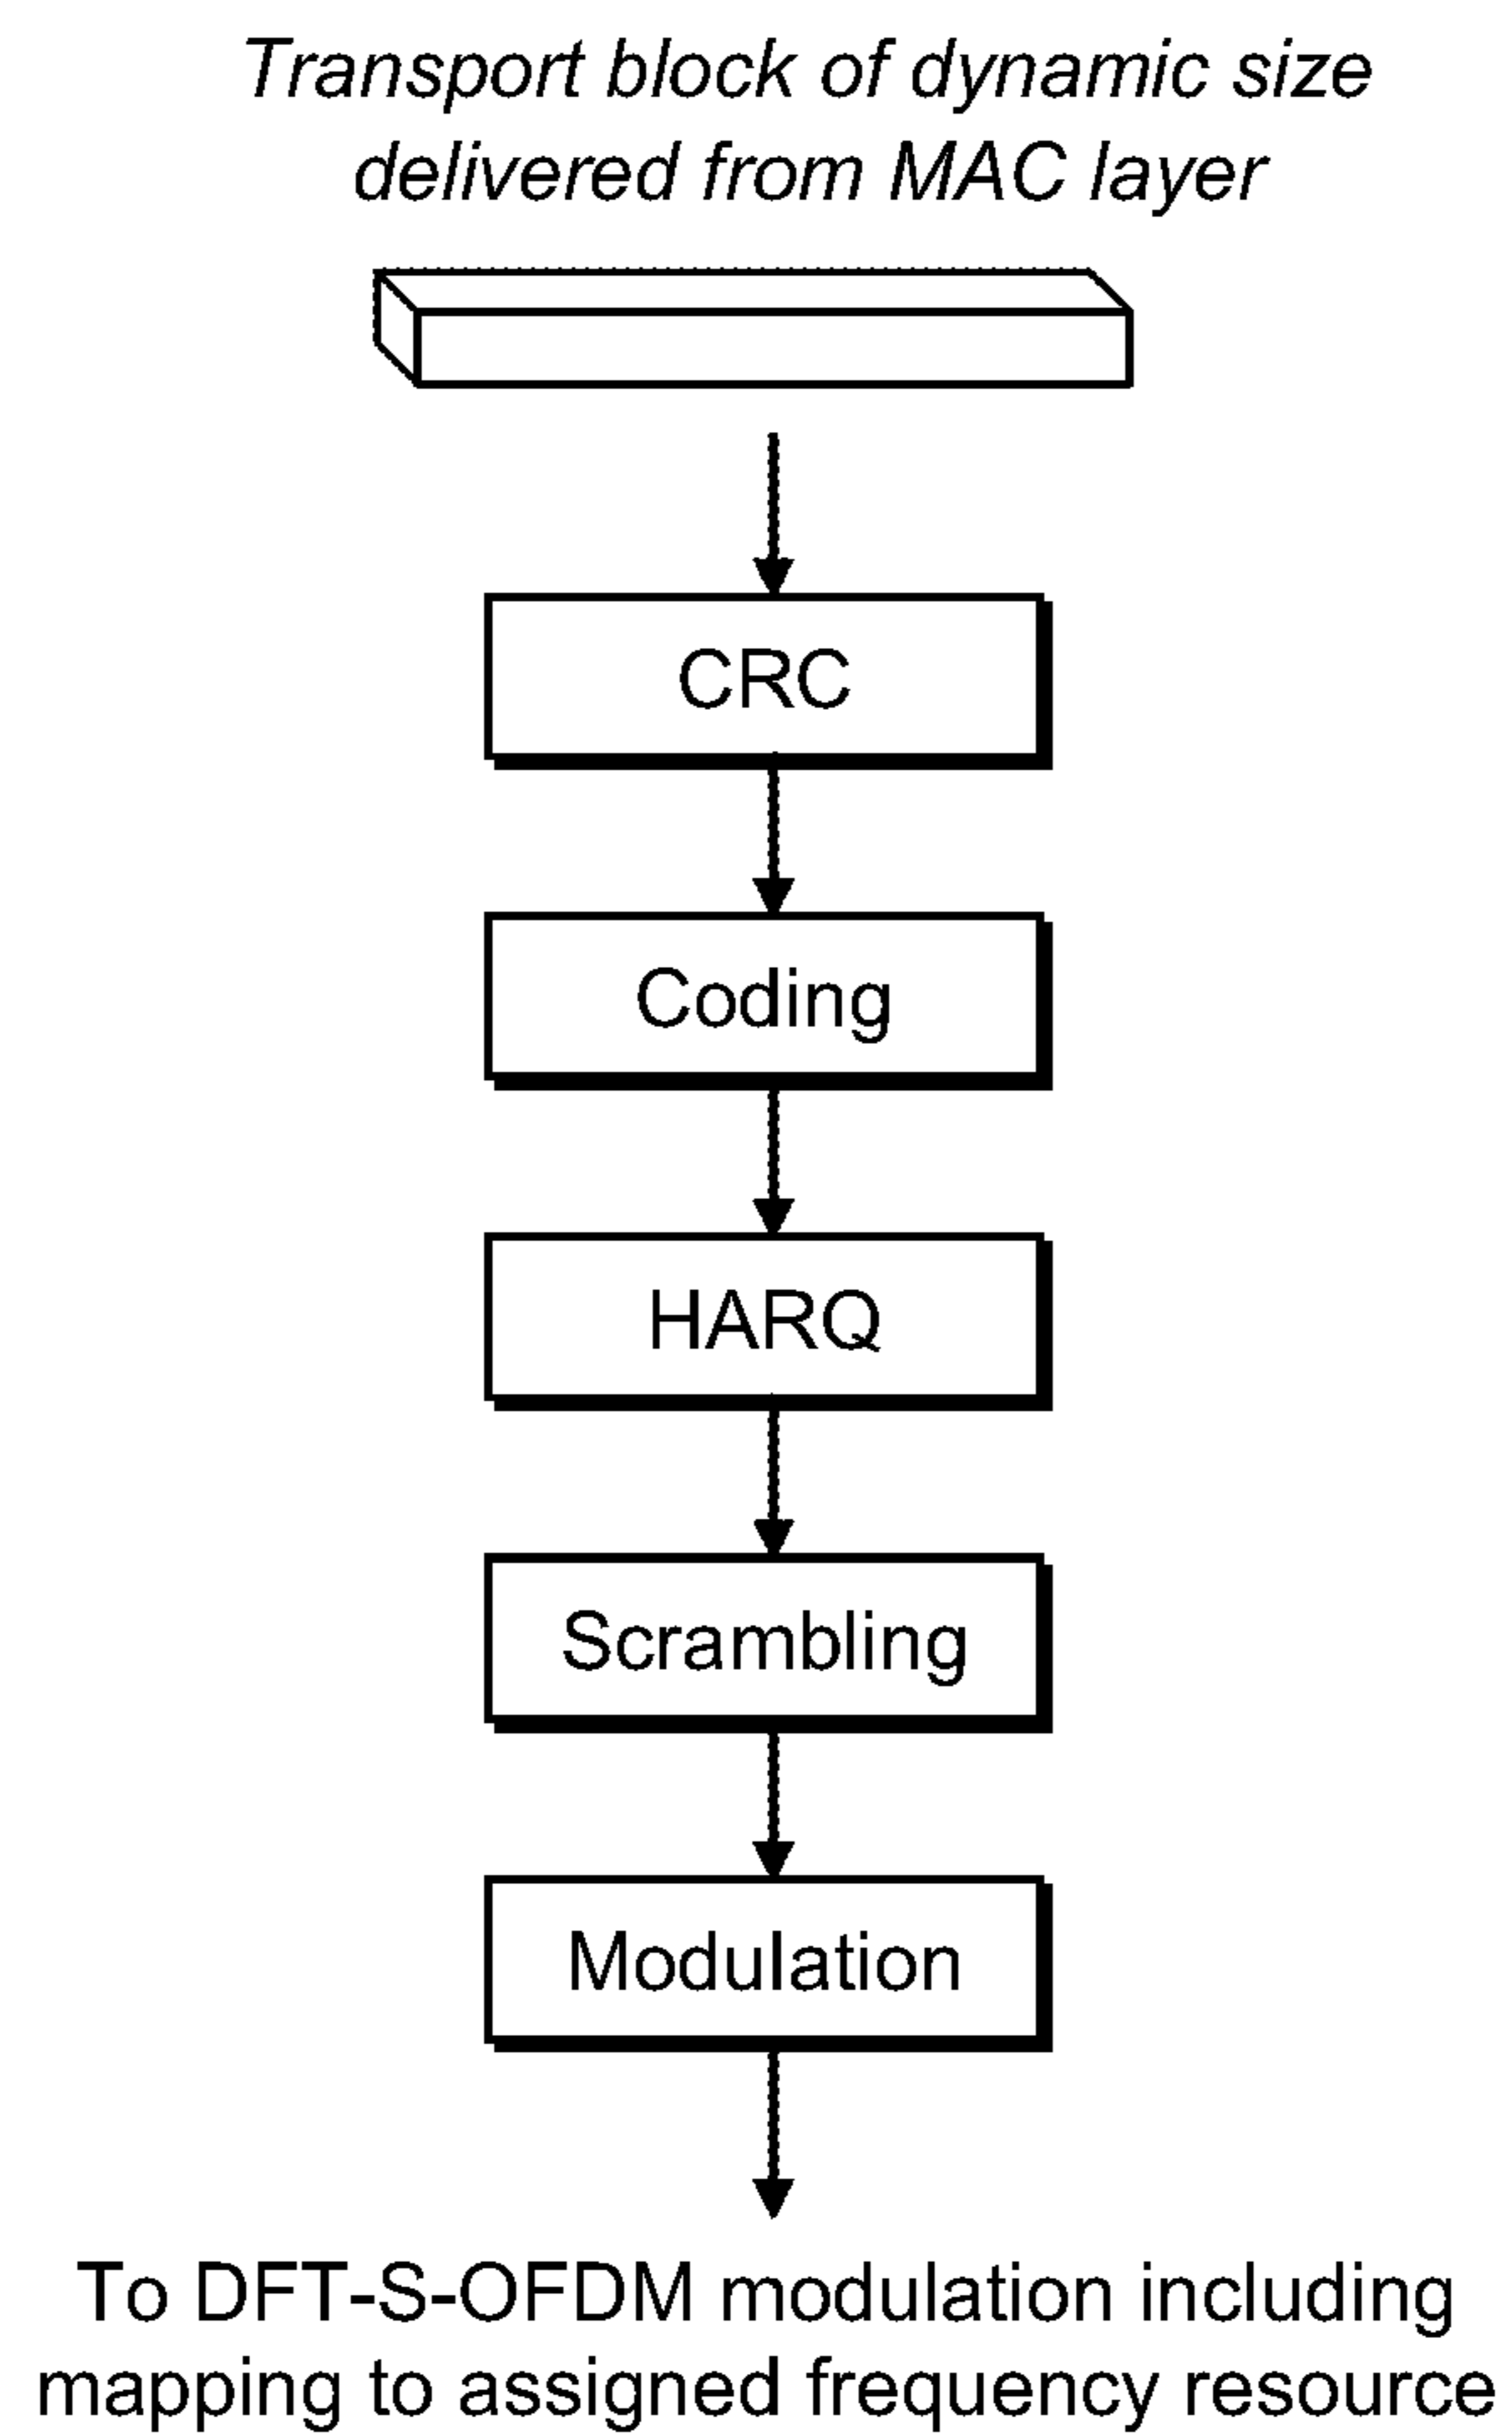 Transport block of dynamic size
delivered from MAC layer
CRC
Coding
HARQ
Scrambling
Modulation
To DFT-S-OFDM modulation including
mapping to assigned frequency resource